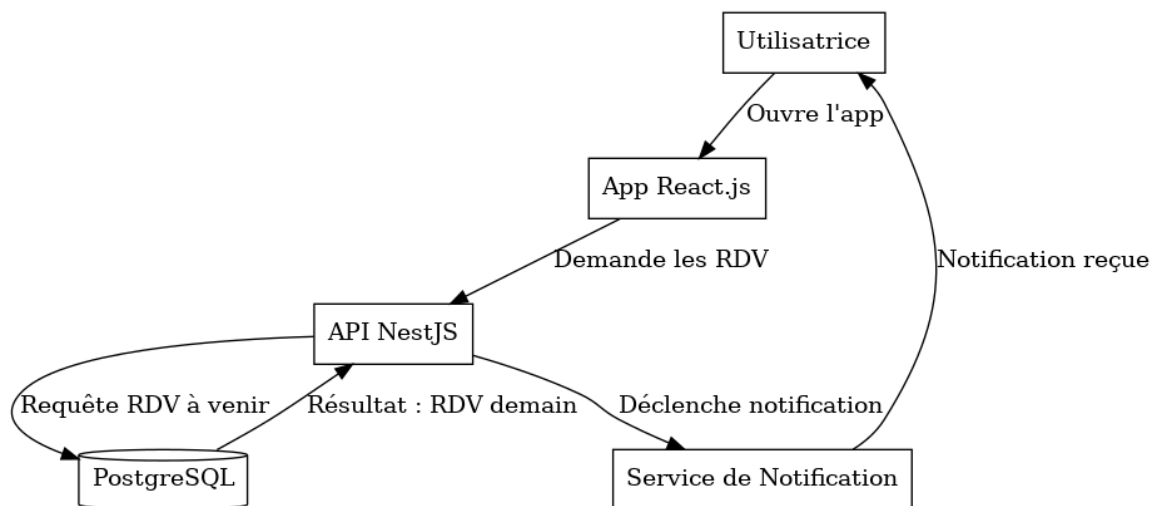 Utilisatrice
Ouvre l'app
App React.js
Demande les RDV
Notification reçue
API NestJS
Requête RDV à venir
Résultat : RDV demain
Déclenche notification
PostgreSQL
Service de Notification